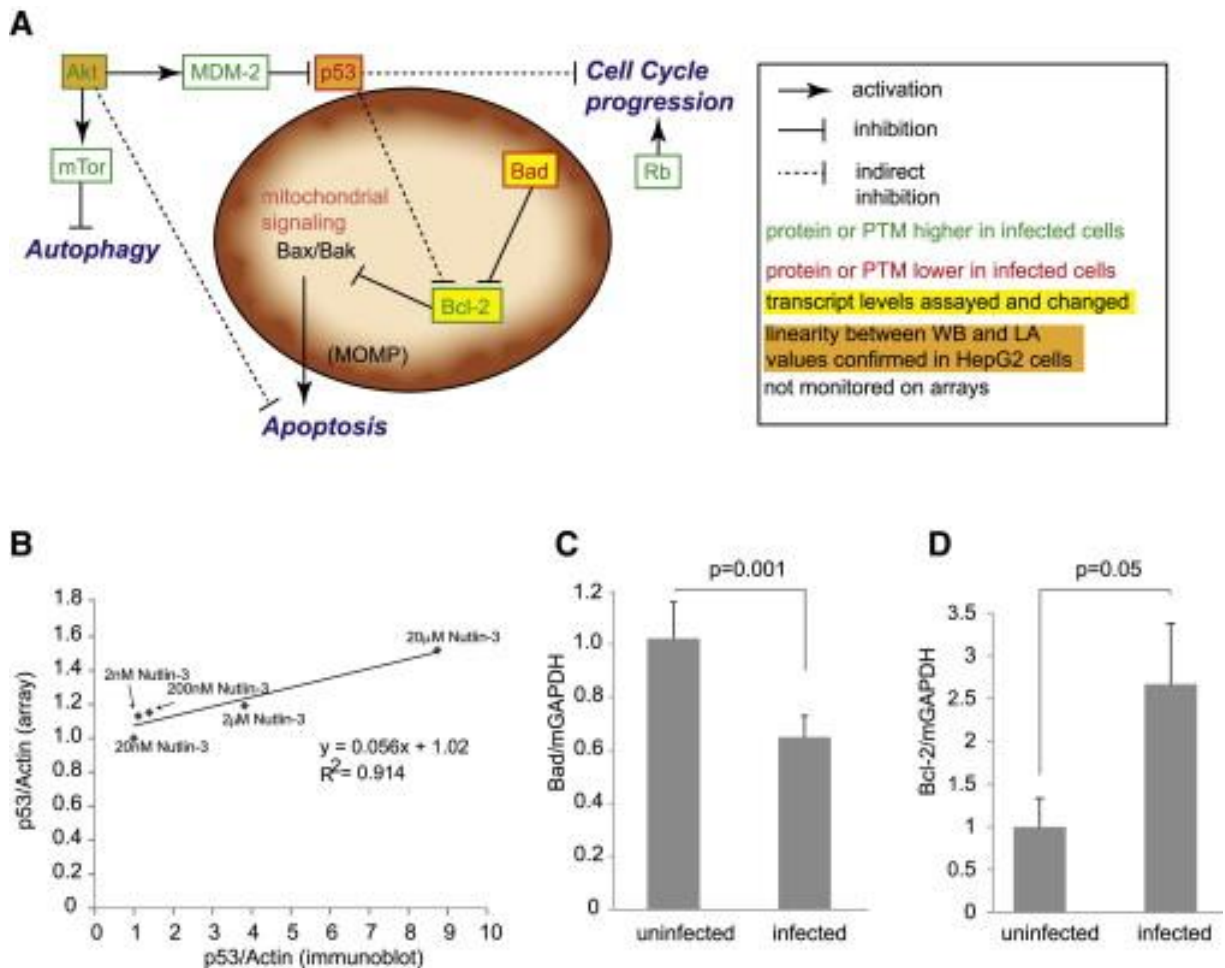 A
Akt
MDM-2
p53
Cell Cycle
progression
mTor
Bad
Rb
mitochondrial
signaling
Bax/Bak
Autophagy
Bcl-2
(MOMP)
Apoptosis
activation
inhibition
indirect
inhibition
protein or PTM higher in infected cells
protein or PTM lower in infected cells
transcript levels assayed and changed
linearity between WB and LA
values confirmed in HepG2 cells
not monitored on arrays
B
p53/Actin (array)
1.8
1.6
1.4
1.2
1.0
0.8
0.6
0.4
0.2
0
20µM Nutlin-3
2nM Nutlin-3
200nM Nutlin-3
2µM Nutlin-3
20nM Nutlin-3
y = 0.056x + 1.02
R2= 0.914
0 1 2 3 4 5 6 7 8 9 10
p53/Actin (immunoblot)
C
p=0.001
Bad/mGAPDH
1.2
1.0
0.8
0.6
0.4
0.2
0
uninfected infected
D
p=0.05
Bcl-2/mGAPDH
3.5
3
2.5
2
1.5
1
0.5
0
uninfected infected